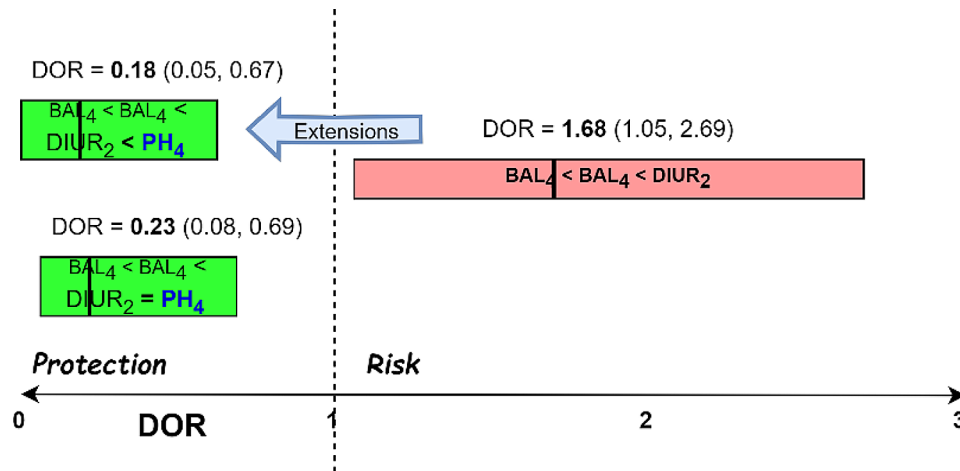 DOR = 0.18 (0.05, 0.67)
BAL₄ < BAL₄ <
DIUR₂ < PH₄
Extensions
DOR = 1.68 (1.05, 2.69)
BAL₄ < BAL₄ < DIUR₂
DOR = 0.23 (0.08, 0.69)
BAL₄ < BAL₄ <
DIUR₂ = PH₄
Protection
Risk
0
1
2
3
DOR